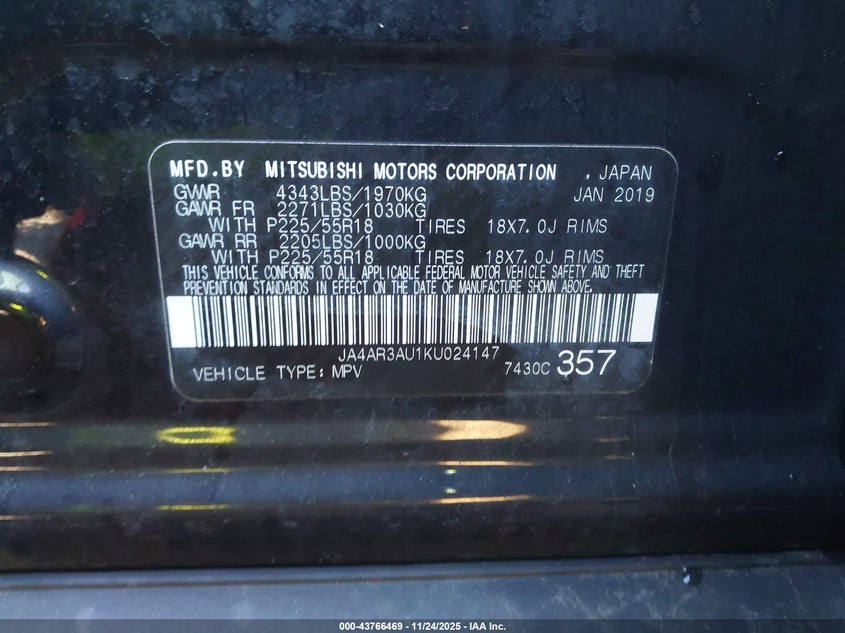 MFD.BY MITSUBISHI MOTORS CORPORATION , JAPAN
GVWR 4343LBS/1970KG JAN 2019
GAWR FR 2271LBS/1030KG
WITH P225/55R18 TIRES 18X7.0J RIMS
GAWR RR 2205LBS/1000KG
WITH P225/55R18 TIRES 18X7.0J RIMS
THIS VEHICLE CONFORMS TO ALL APPLICABLE FEDERAL MOTOR VEHICLE SAFETY AND THEFT
PREVENTION STANDARDS IN EFFECT ON THE DATE OF MANUFACTURE SHOWN ABOVE.
JA4AR3AU1KU024147
VEHICLE TYPE: MPV 7430C 357
000-43766469 - 11/24/2025 - IAA Inc.